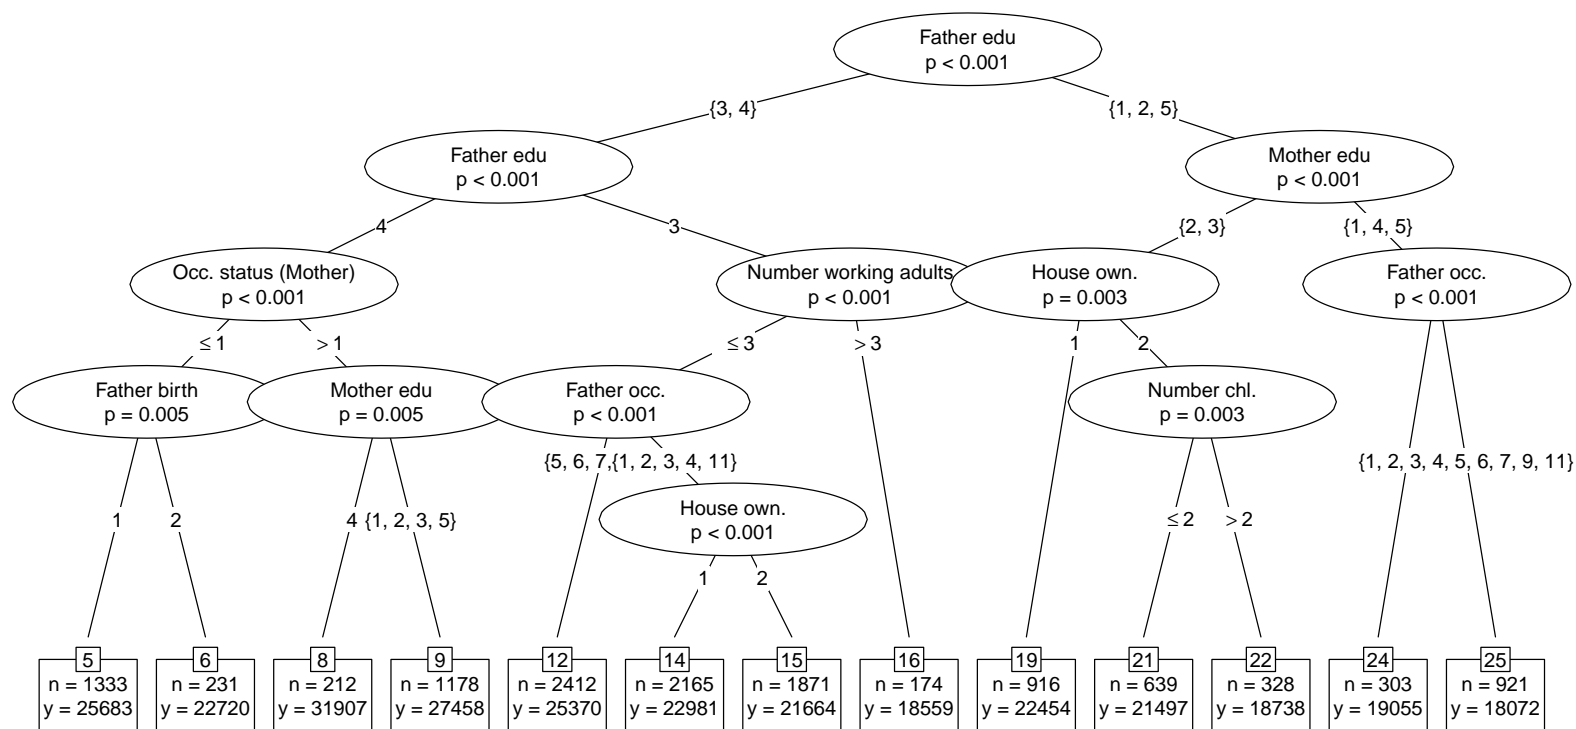 Father edu
p < 0.001
{3, 4}
{1, 2, 5}
Father edu
p < 0.001
Mother edu
p < 0.001
4
3
{2, 3}
{1, 4, 5}
Occ. status (Mother)
p < 0.001
Number working adults
p < 0.001
House own.
p = 0.003
Father occ.
p < 0.001
≤ 1
> 1
≤ 3
> 3
1
2
Father birth
p = 0.005
Mother edu
p = 0.005
Father occ.
p < 0.001
Number chl.
p = 0.003
{5, 6, 7,
{1, 2, 3, 4, 11}
{1, 2, 3, 4, 5, 6, 7, 9, 11}
House own.
p < 0.001
1
2
4
{1, 2, 3, 5}
≤ 2
> 2
1
2
5
n = 1333
y = 25683
6
n = 231
y = 22720
8
n = 212
y = 31907
9
n = 1178
y = 27458
12
n = 2412
y = 25370
14
n = 2165
y = 22981
15
n = 1871
y = 21664
16
n = 174
y = 18559
19
n = 916
y = 22454
21
n = 639
y = 21497
22
n = 328
y = 18738
24
n = 303
y = 19055
25
n = 921
y = 18072